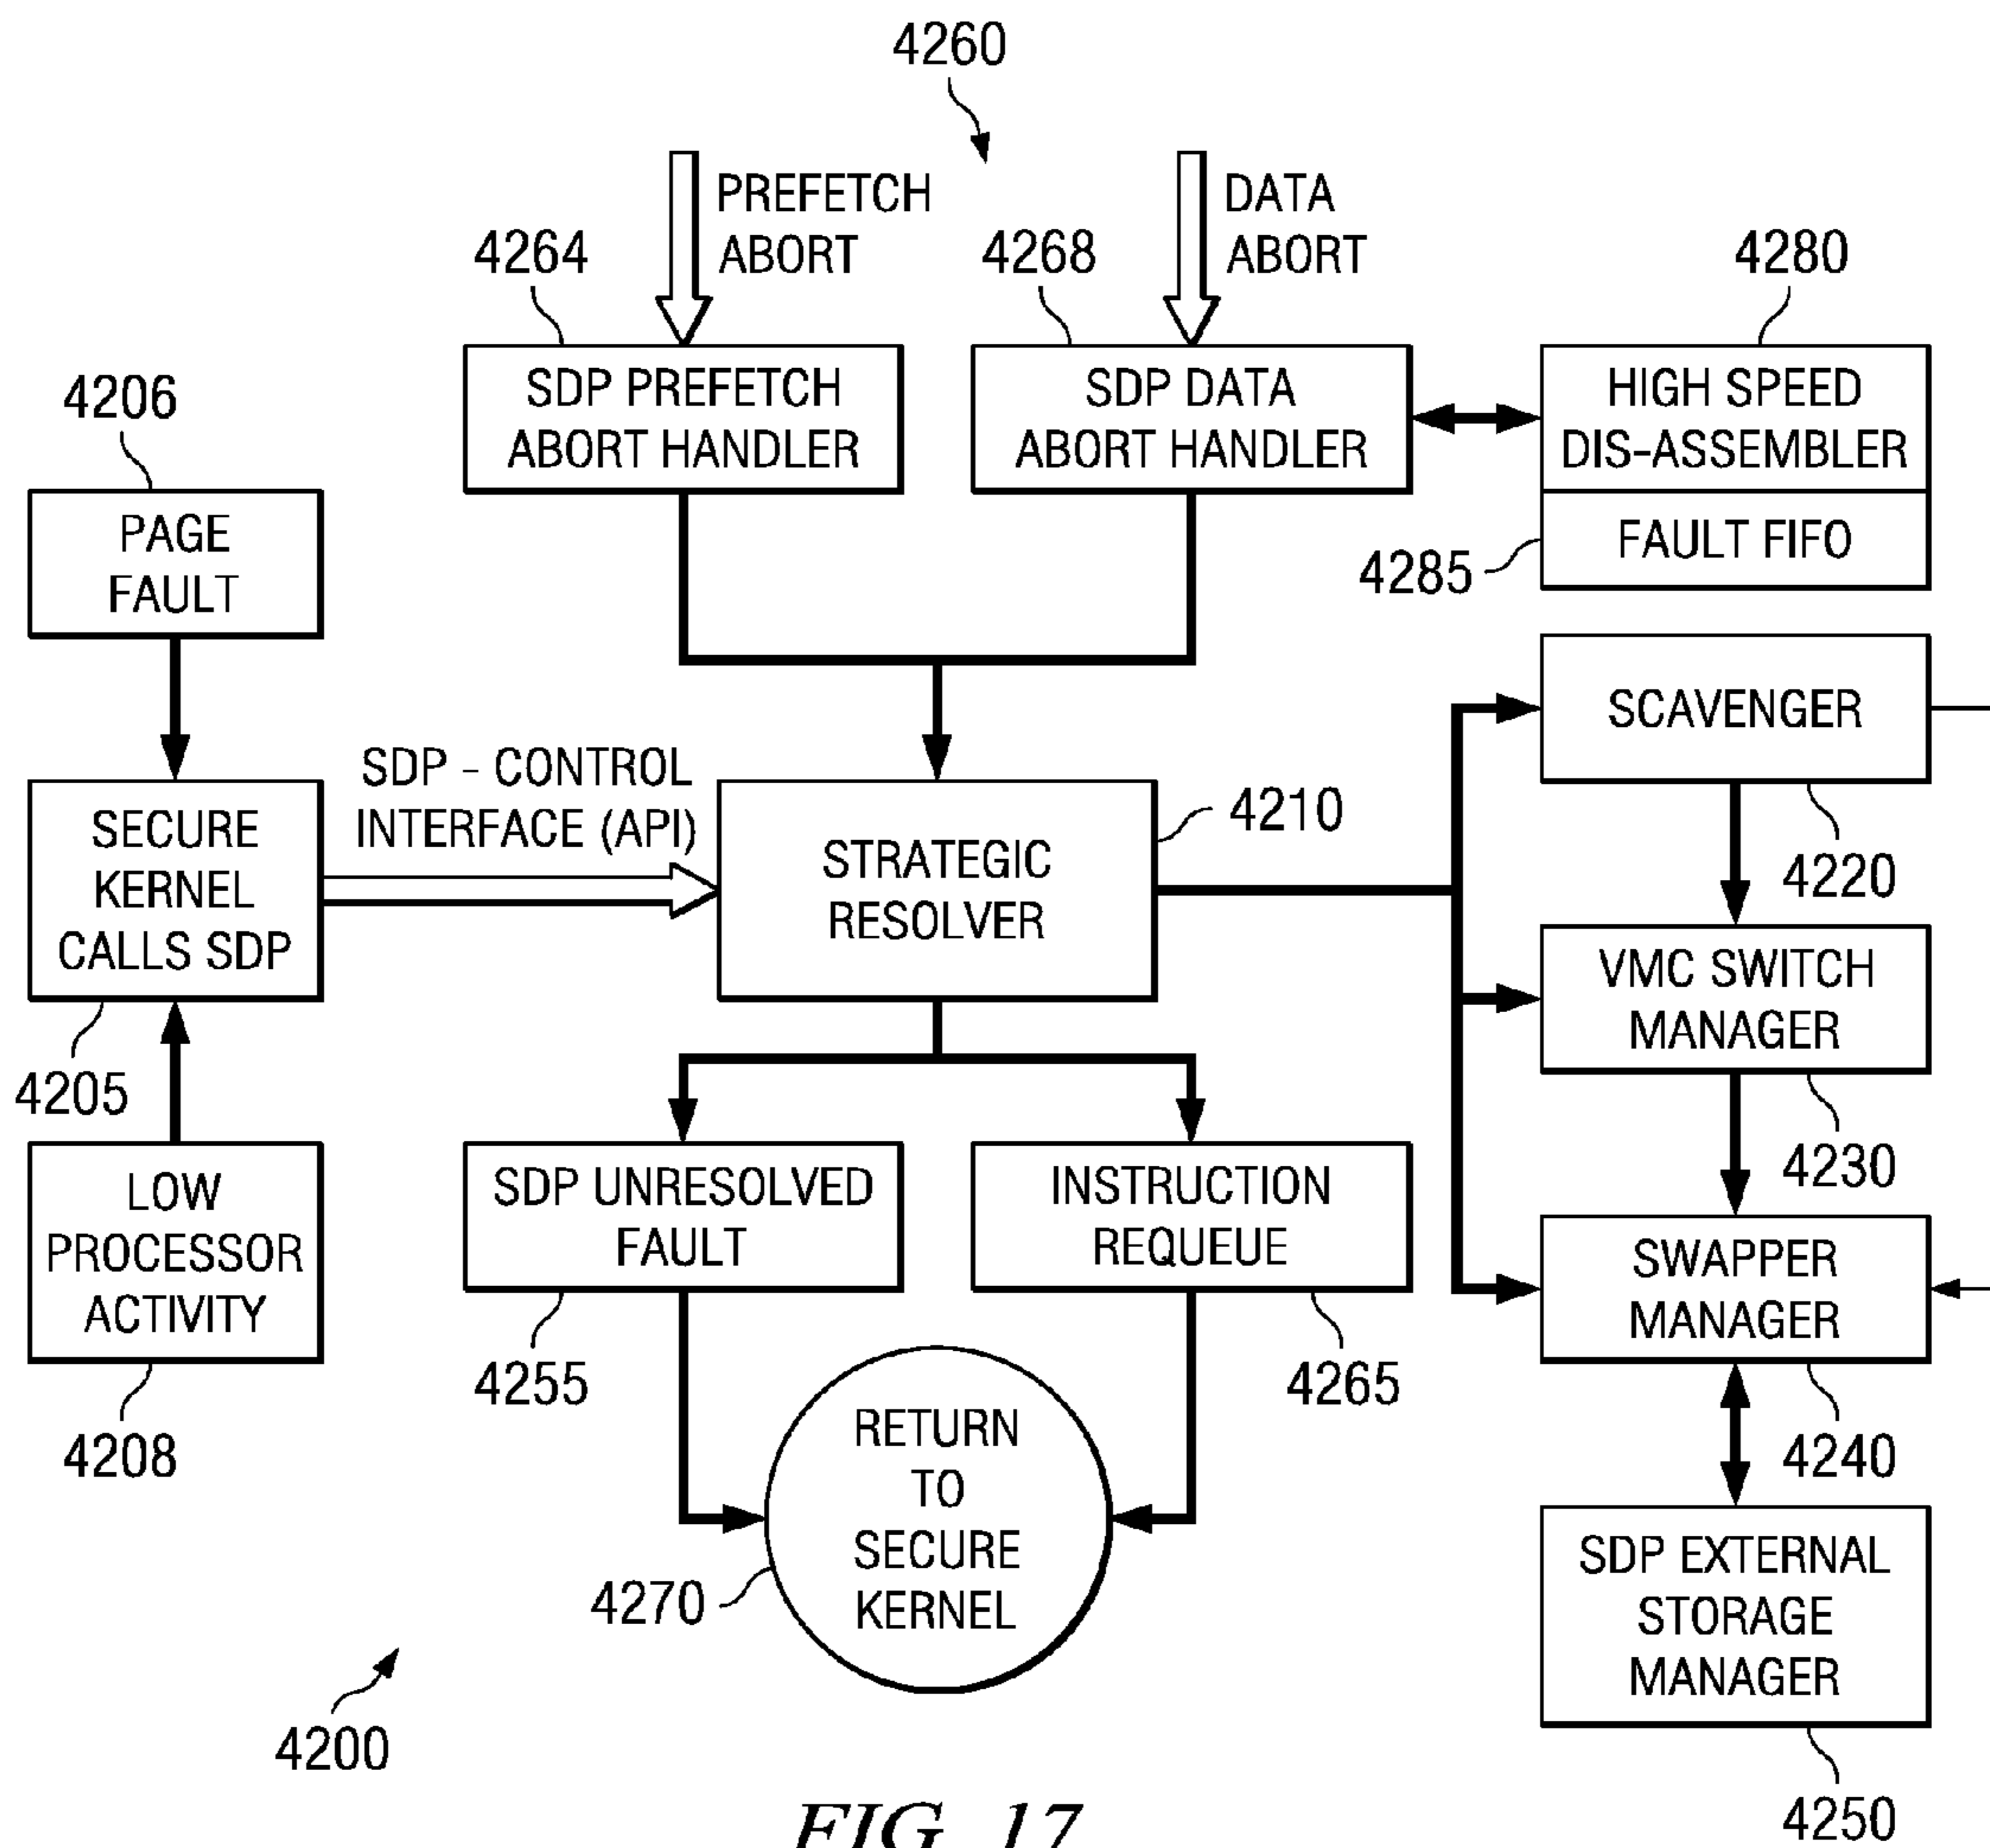 4260
PREFETCH
ABORT
DATA
ABORT
4264
4268
4280
SDP PREFETCH
ABORT HANDLER
SDP DATA
ABORT HANDLER
HIGH SPEED
DIS-ASSEMBLER
FAULT FIFO
4285
4206
PAGE
FAULT
SCAVENGER
4220
SECURE
KERNEL
CALLS SDP
4205
SDP - CONTROL
INTERFACE (API)
STRATEGIC
RESOLVER
4210
VMC SWITCH
MANAGER
4230
LOW
PROCESSOR
ACTIVITY
4208
SDP UNRESOLVED
FAULT
4255
INSTRUCTION
REQUEUE
4265
SWAPPER
MANAGER
4240
RETURN
TO
SECURE
KERNEL
4270
SDP EXTERNAL
STORAGE
MANAGER
4250
4200
FIG. 17